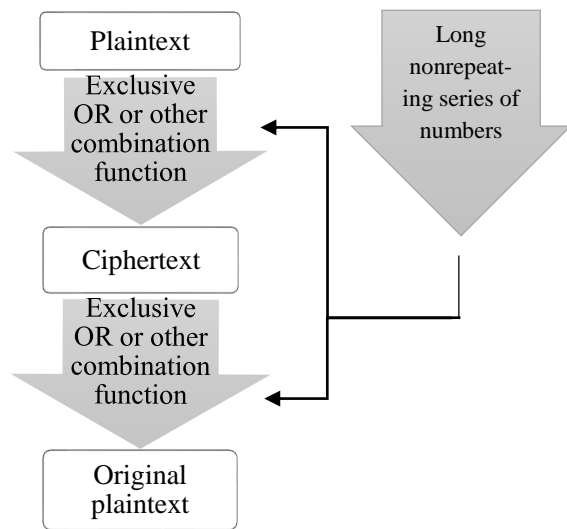 Plaintext
Exclusive
OR or other
combination
function
Long
nonrepeat-
ing series of
numbers
Ciphertext
Exclusive
OR or other
combination
function
Original
plaintext